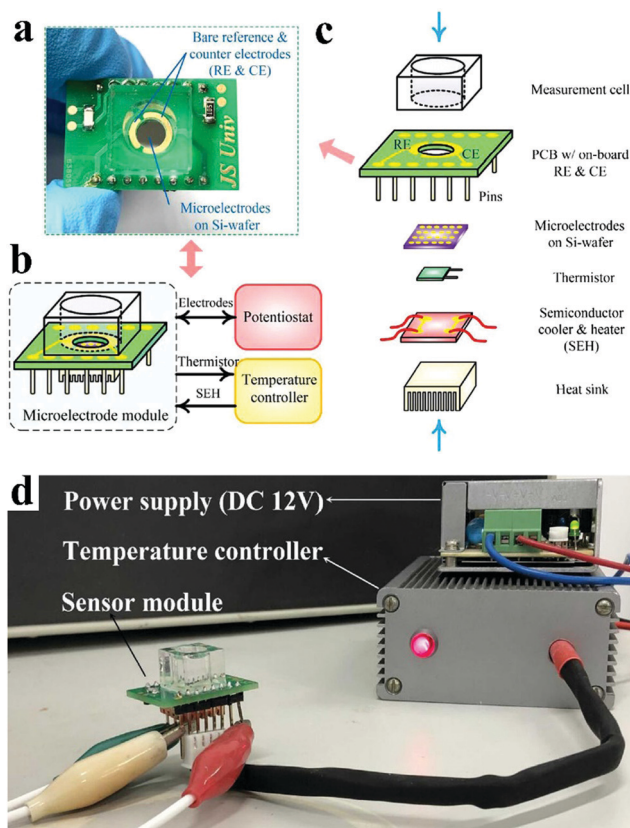 a
Bare reference &
counter electrodes
(RE & CE)
JS Univ
Microelectrodes
on Si-wafer
b
Electrodes
Potentiostat
Thermistor
SEH
Temperature
controller
Microelectrode module
c
Measurement cell
RE
CE
PCB w/ on-board
RE & CE
Pins
Microelectrodes
on Si-wafer
Thermistor
Semiconductor
cooler & heater
(SEH)
Heat sink
d
Power supply (DC 12V)
Temperature controller
Sensor module